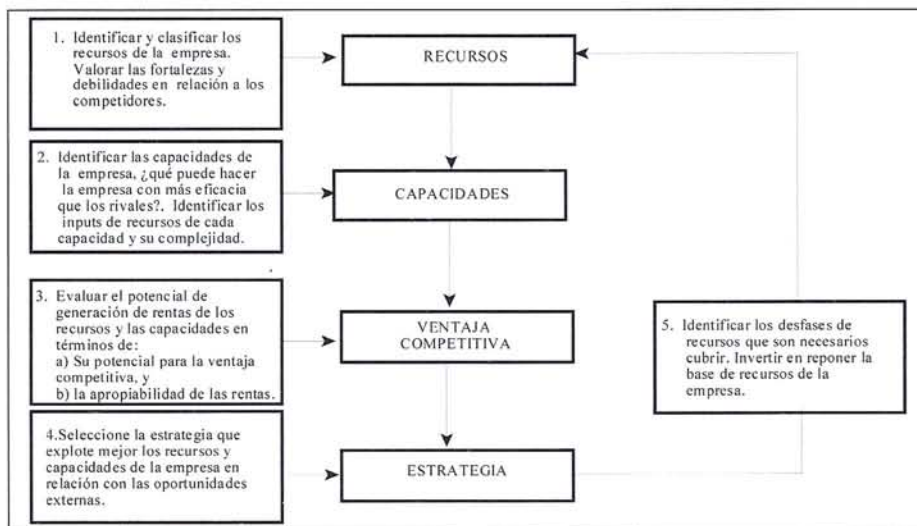 1. Identificar y clasificar los
recursos de la empresa.
Valorar las fortalezas y
debilidades en relación a los
competidores.
RECURSOS
2. Identificar las capacidades de
la empresa, ¿qué puede hacer
la empresa con más eficacia
que los rivales?. Identificar los
inputs de recursos de cada
capacidad y su complejidad.
CAPACIDADES
3. Evaluar el potencial de
generación de rentas de los
recursos y las capacidades en
términos de:
a) Su potencial para la ventaja
competitiva, y
b) la apropiabilidad de las rentas.
VENTAJA
COMPETITIVA
5. Identificar los desfases de
recursos que son necesarios
cubrir. Invertir en reponer la
base de recursos de la
empresa.
4.Seleccione la estrategia que
explote mejor los recursos y
capacidades de la empresa en
relación con las oportunidades
externas.
ESTRATEGIA